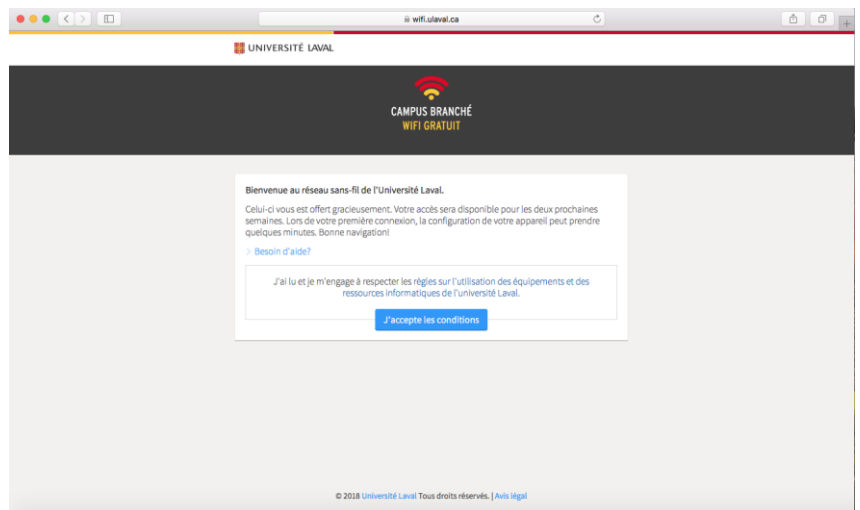 wifi.ulaval.ca
UNIVERSITÉ LAVAL
CAMPUS BRANCHÉ
WIFI GRATUIT
Bienvenue au réseau sans-fil de l'Université Laval.
Celui-ci vous est offert gracieusement. Votre accès sera disponible pour les deux prochaines
semaines. Lors de votre première connexion, la configuration de votre appareil peut prendre
quelques minutes. Bonne navigation!
> Besoin d'aide?
J'ai lu et je m'engage à respecter les règles sur l'utilisation des équipements et des
ressources informatiques de l'université Laval.
J'accepte les conditions
© 2018 Université Laval Tous droits réservés. | Avis légal